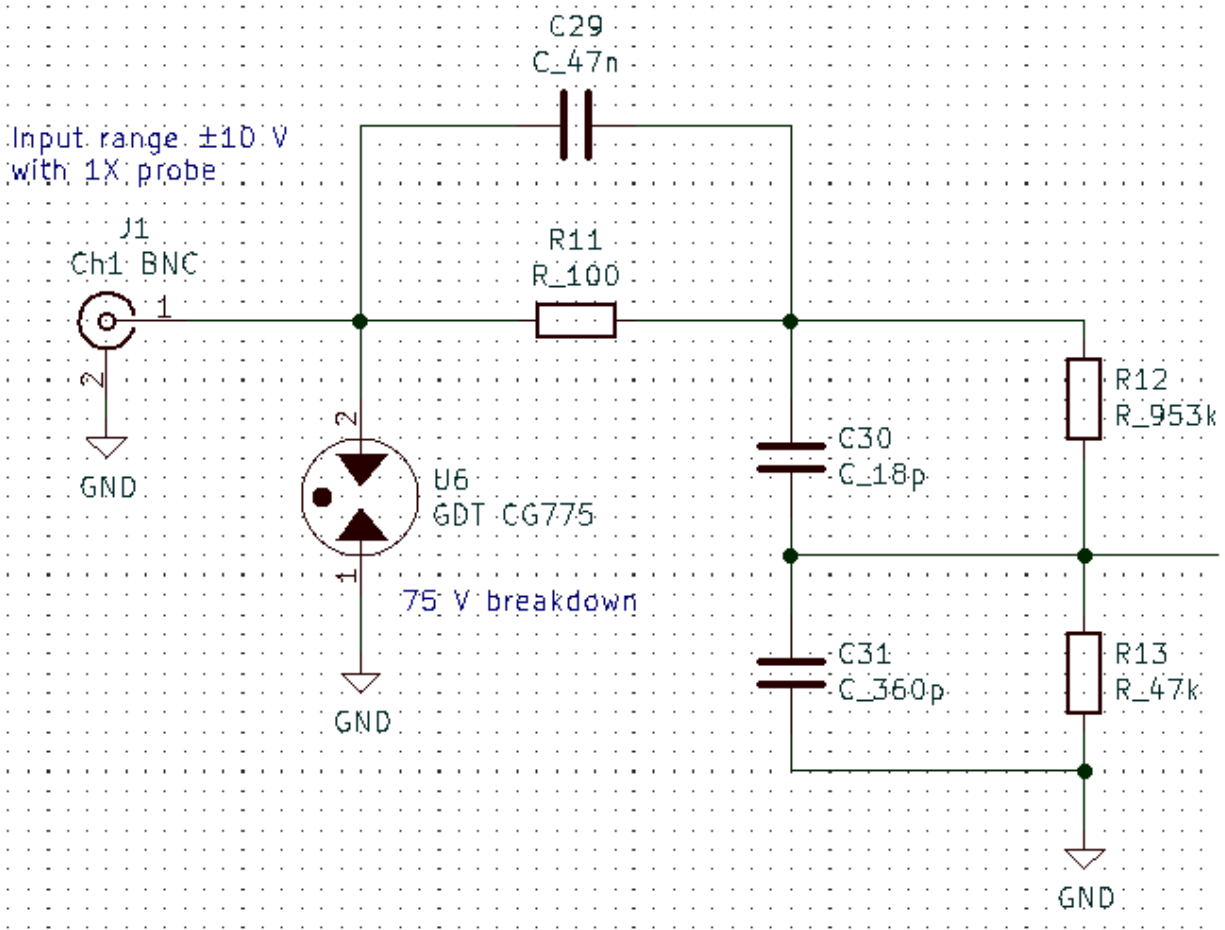 C29
C_47n
Input range ±10 V
with 1X probe
J1
Ch1 BNC
1
2
GND
R11
R_100
2
U6
GDT CG775
1
75 V breakdown
GND
C30
C_18p
R12
R_953k
C31
C_360p
R13
R_47k
GND